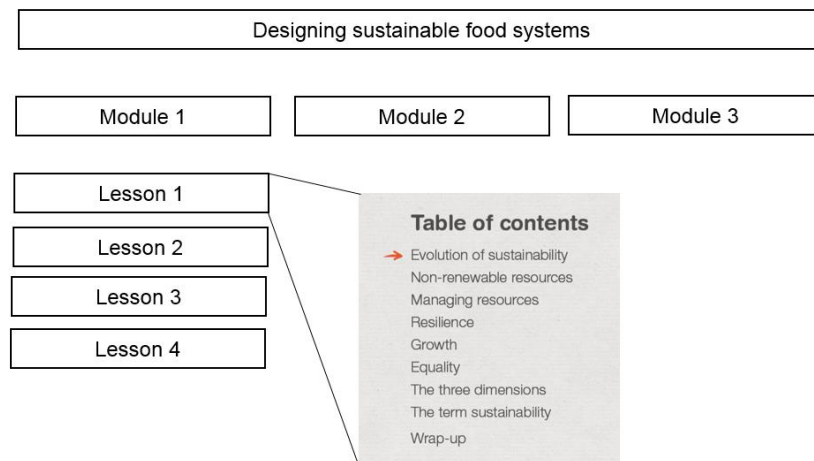 Designing sustainable food systems
Module 1
Module 2
Module 3
Lesson 1
Lesson 2
Lesson 3
Lesson 4
Table of contents
Evolution of sustainability
Non-renewable resources
Managing resources
Resilience
Growth
Equality
The three dimensions
The term sustainability
Wrap-up